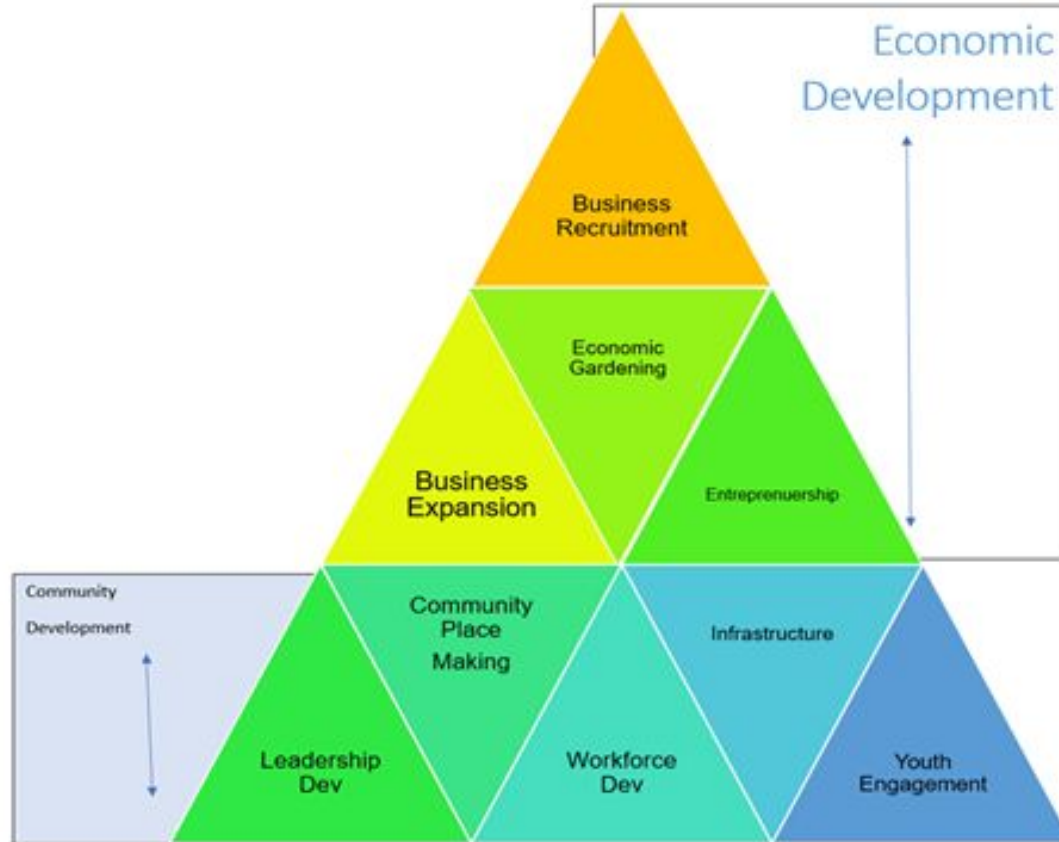 Economic
Development
Business
Recruitment
Economic
Gardening
Business
Expansion
Entreprenuership
Community
Development
Community
Place
Making
Infrastructure
Leadership
Dev
Workforce
Dev
Youth
Engagement